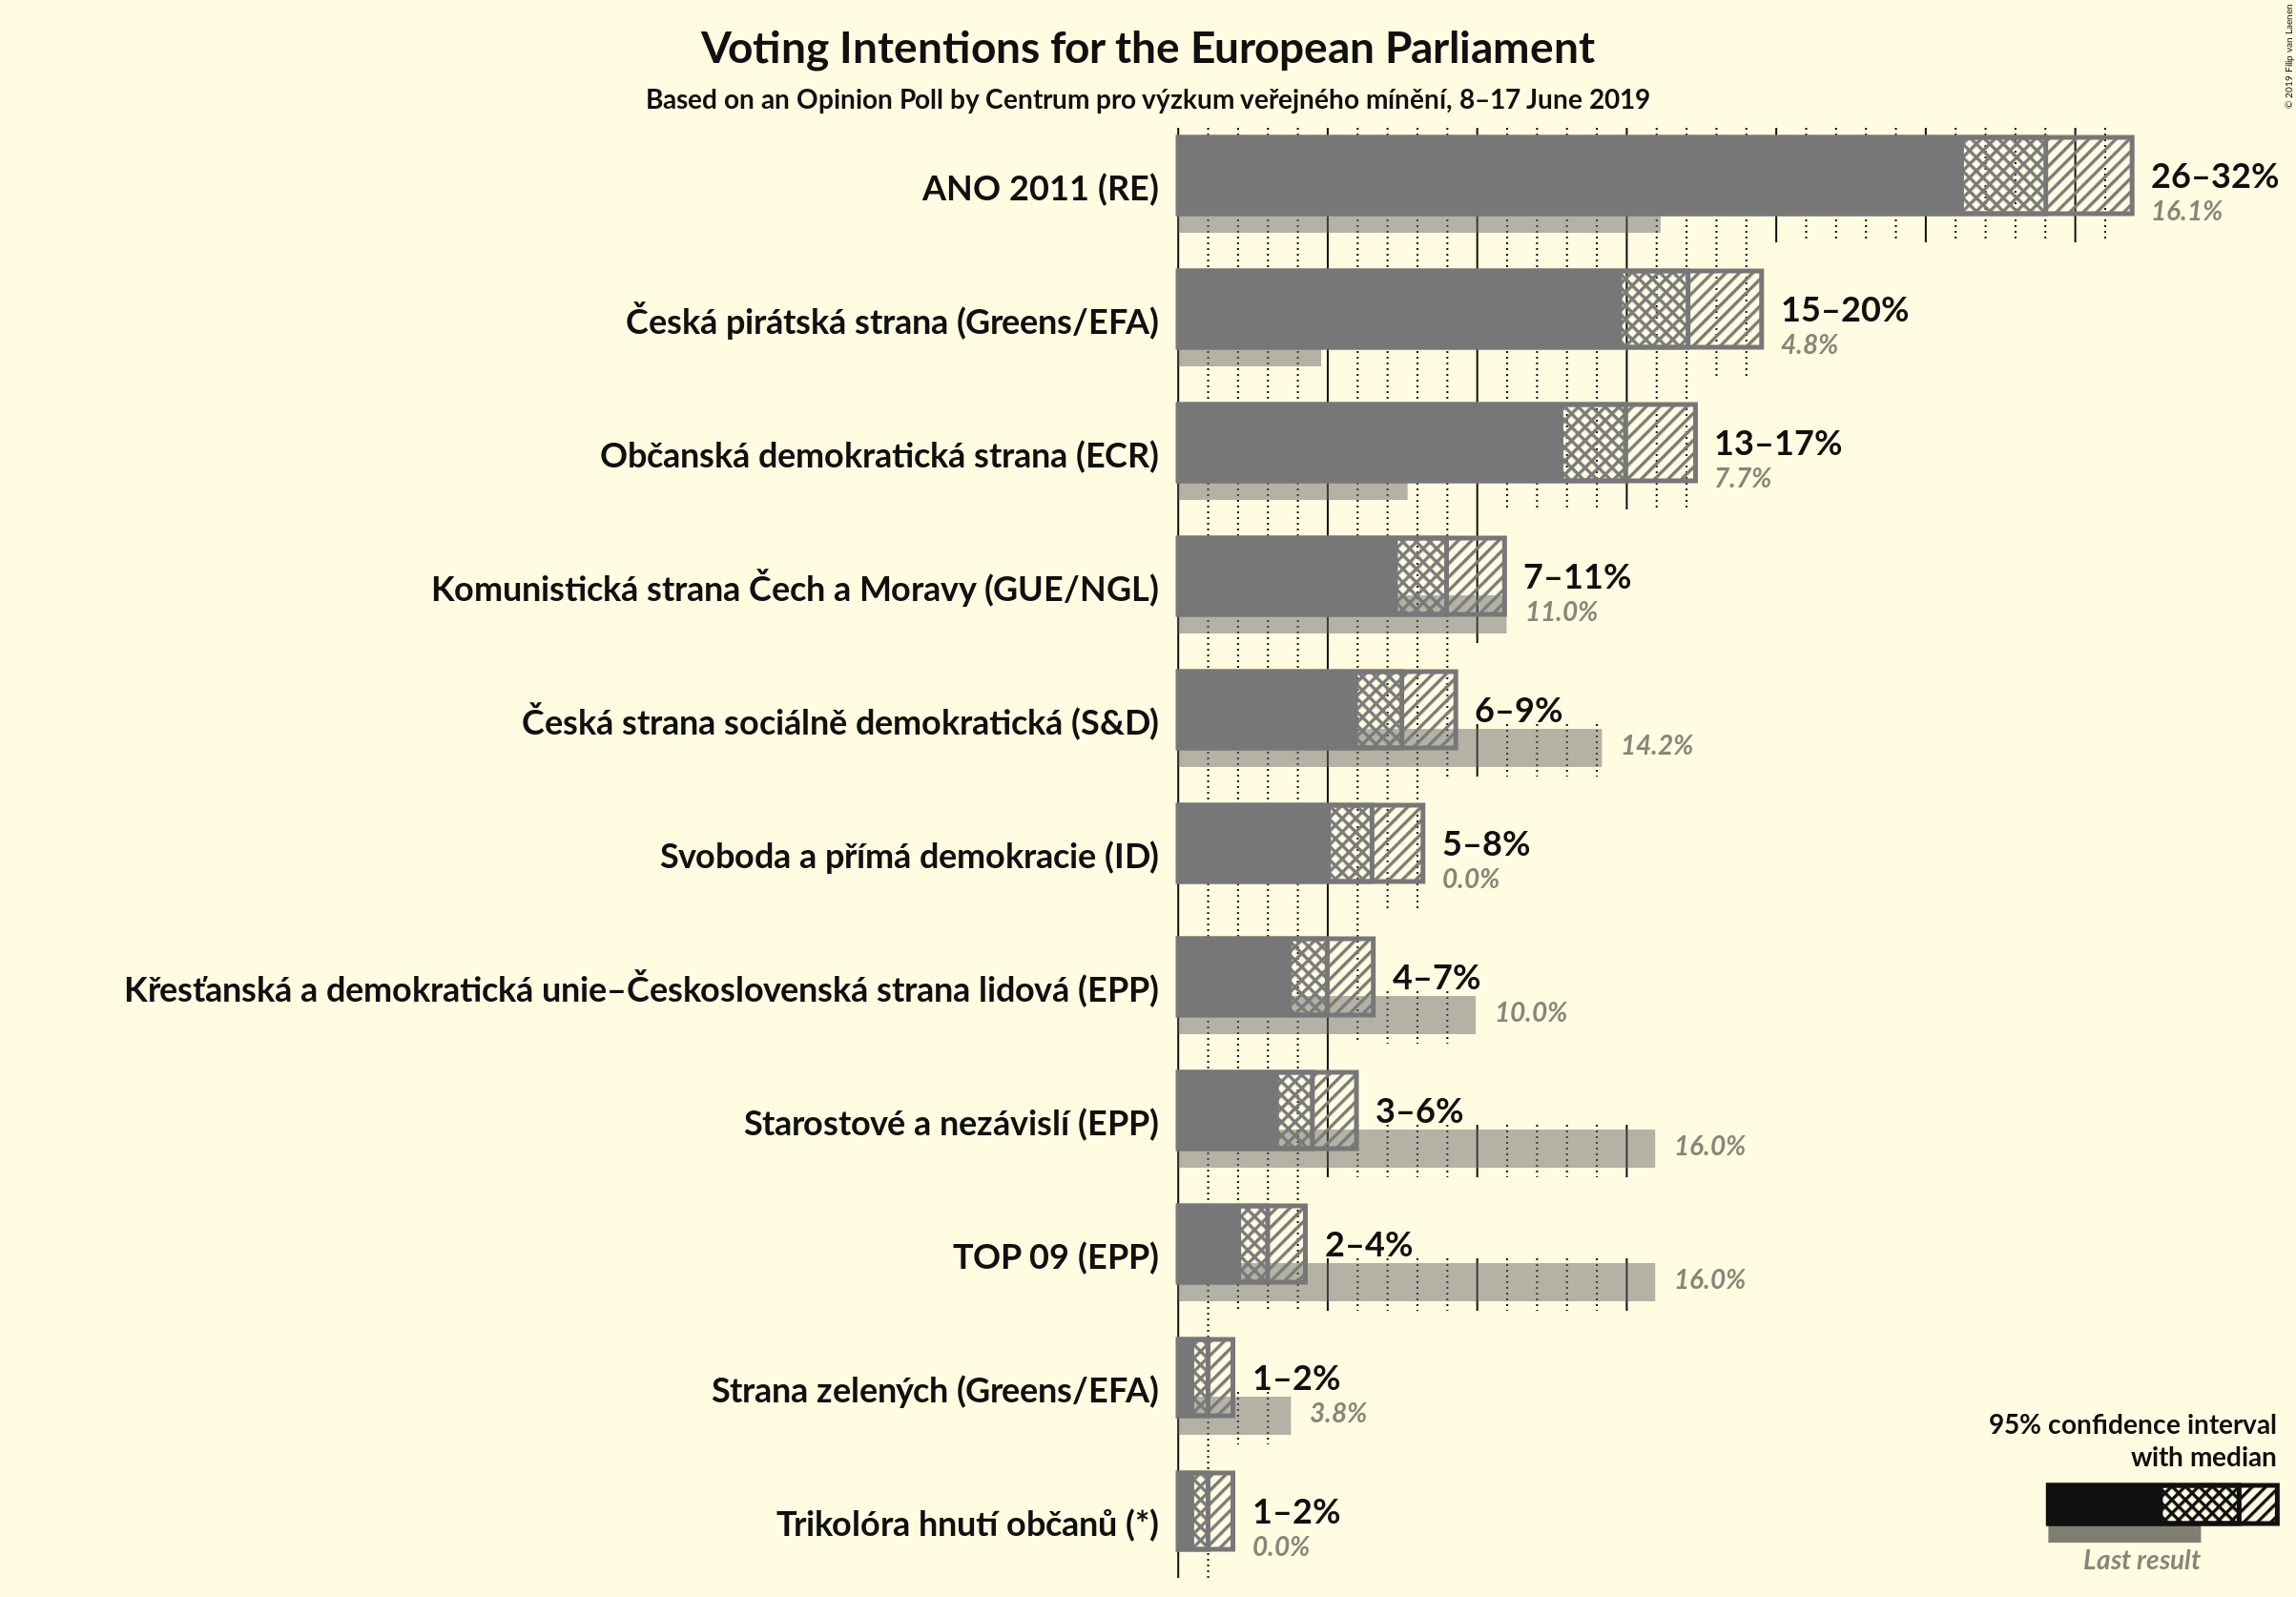 Voting Intentions for the European Parliament
Based on an Opinion Poll by Centrum pro výzkum veřejného mínění, 8–17 June 2019
© 2019 Filip van Laenen
ANO 2011 (RE)
26–32%
16.1%
Česká pirátská strana (Greens/EFA)
15–20%
4.8%
Občanská demokratická strana (ECR)
13–17%
7.7%
Komunistická strana Čech a Moravy (GUE/NGL)
7–11%
11.0%
Česká strana sociálně demokratická (S&D)
6–9%
14.2%
Svoboda a přímá demokracie (ID)
5–8%
0.0%
Křesťanská a demokratická unie–Československá strana lidová (EPP)
4–7%
10.0%
Starostové a nezávislí (EPP)
3–6%
16.0%
TOP 09 (EPP)
2–4%
16.0%
Strana zelených (Greens/EFA)
1–2%
3.8%
Trikolóra hnutí občanů (*)
1–2%
0.0%
95% confidence interval
with median
Last result